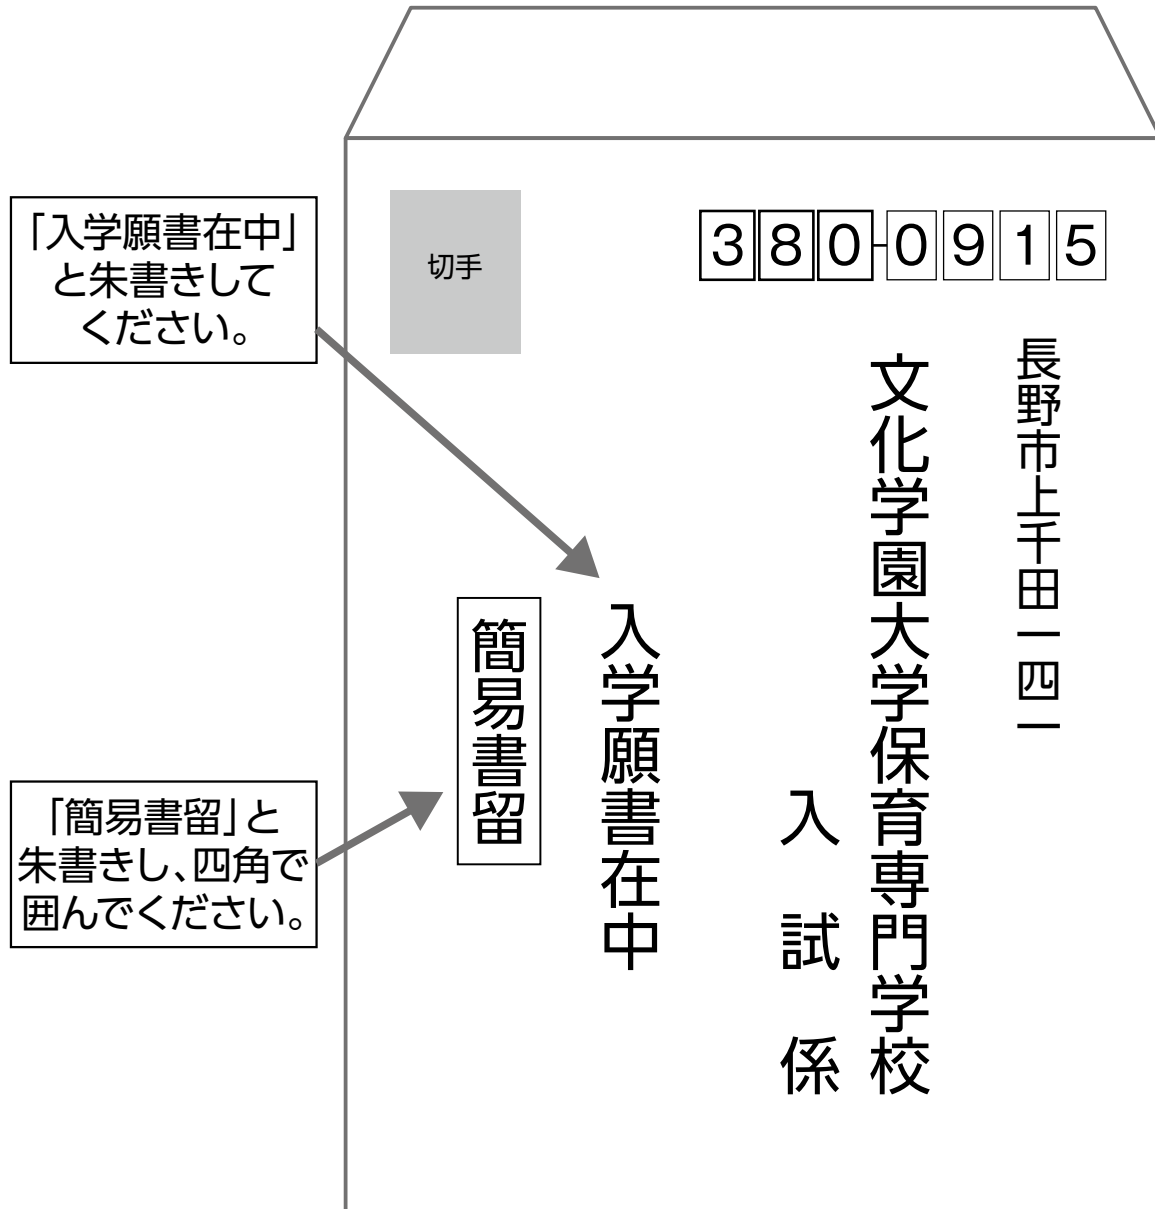 「入学願書在中」
と朱書きして
ください。
切手
380-0915
長野市上千田一四一
文化学園大学保育専門学校
入試係
入学願書在中
簡易書留
「簡易書留」と
朱書きし、四角で
囲んでください。